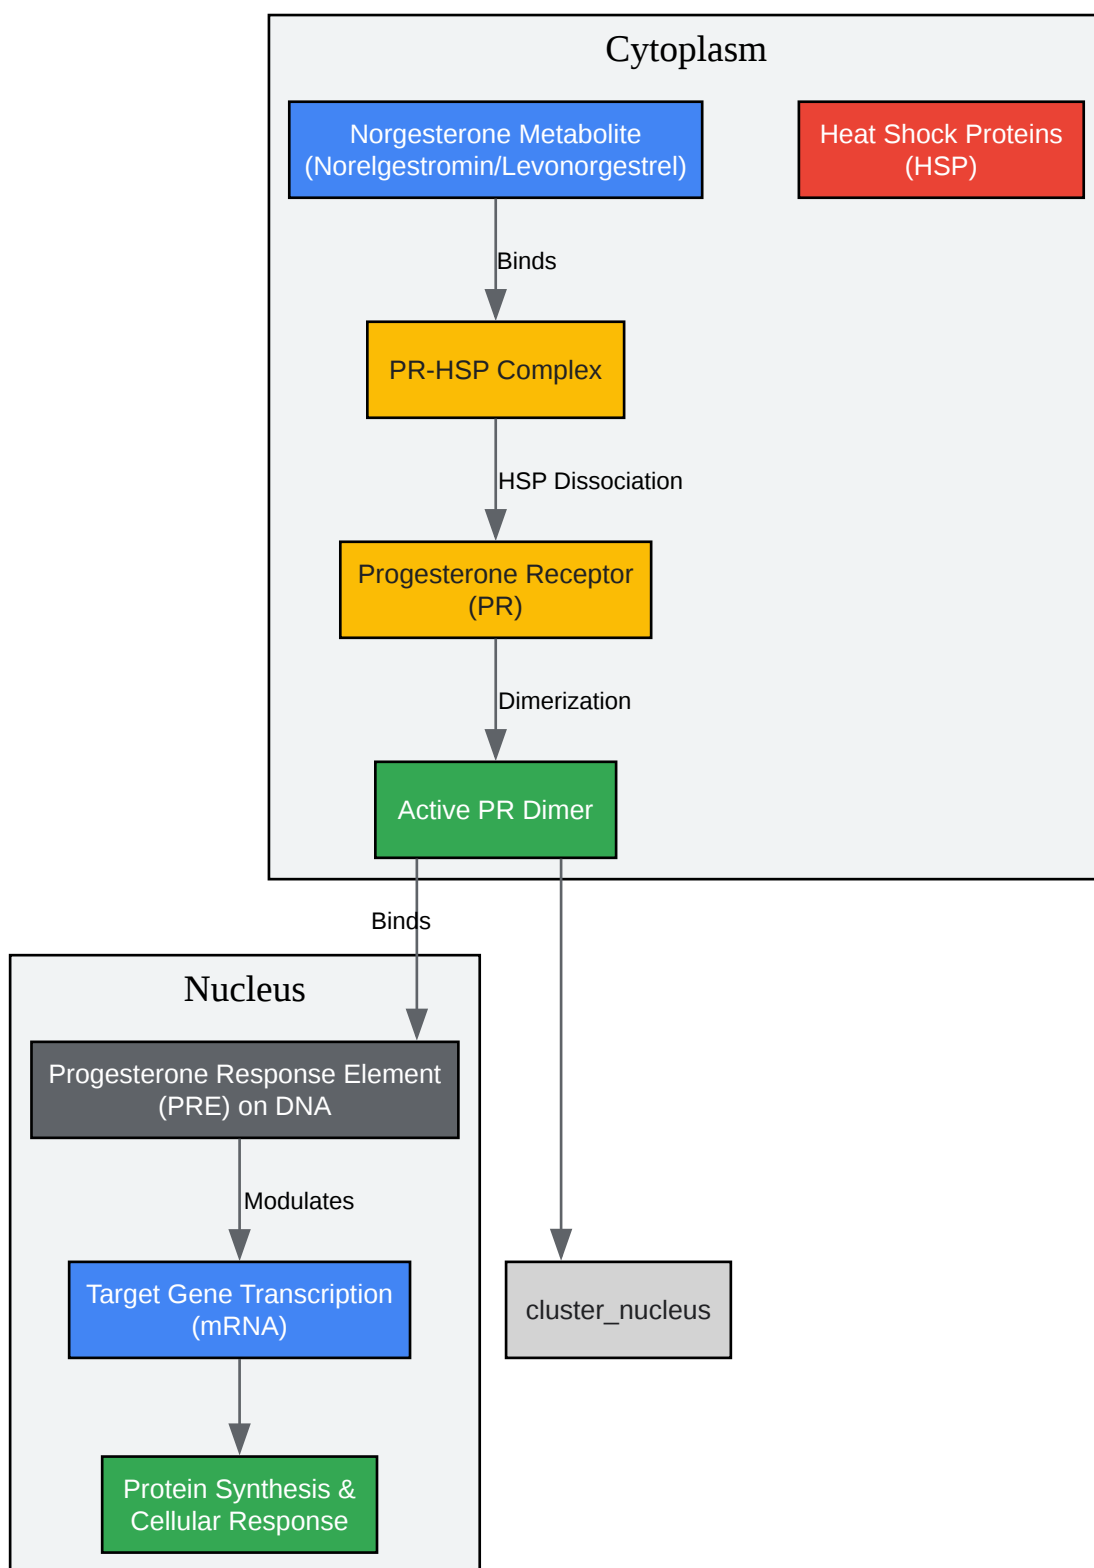 Cytoplasm
Norgesterone Metabolite
(Norelgestromin/Levonorgestrel)
Heat Shock Proteins
(HSP)
Binds
PR-HSP Complex
HSP Dissociation
Progesterone Receptor
(PR)
Dimerization
Active PR Dimer
Binds
Nucleus
Progesterone Response Element
(PRE) on DNA
Modulates
Target Gene Transcription
(mRNA)
cluster_nucleus
Protein Synthesis &
Cellular Response